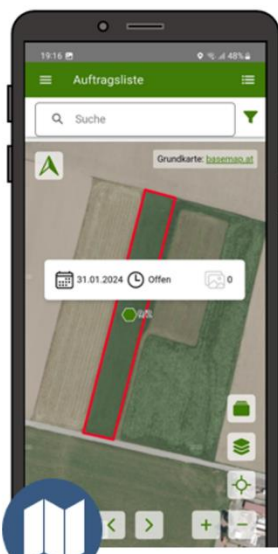 19:16 48%
Auftragsliste
Suche
Grundkarte: basemap.at
31.01.2024 Offen 0